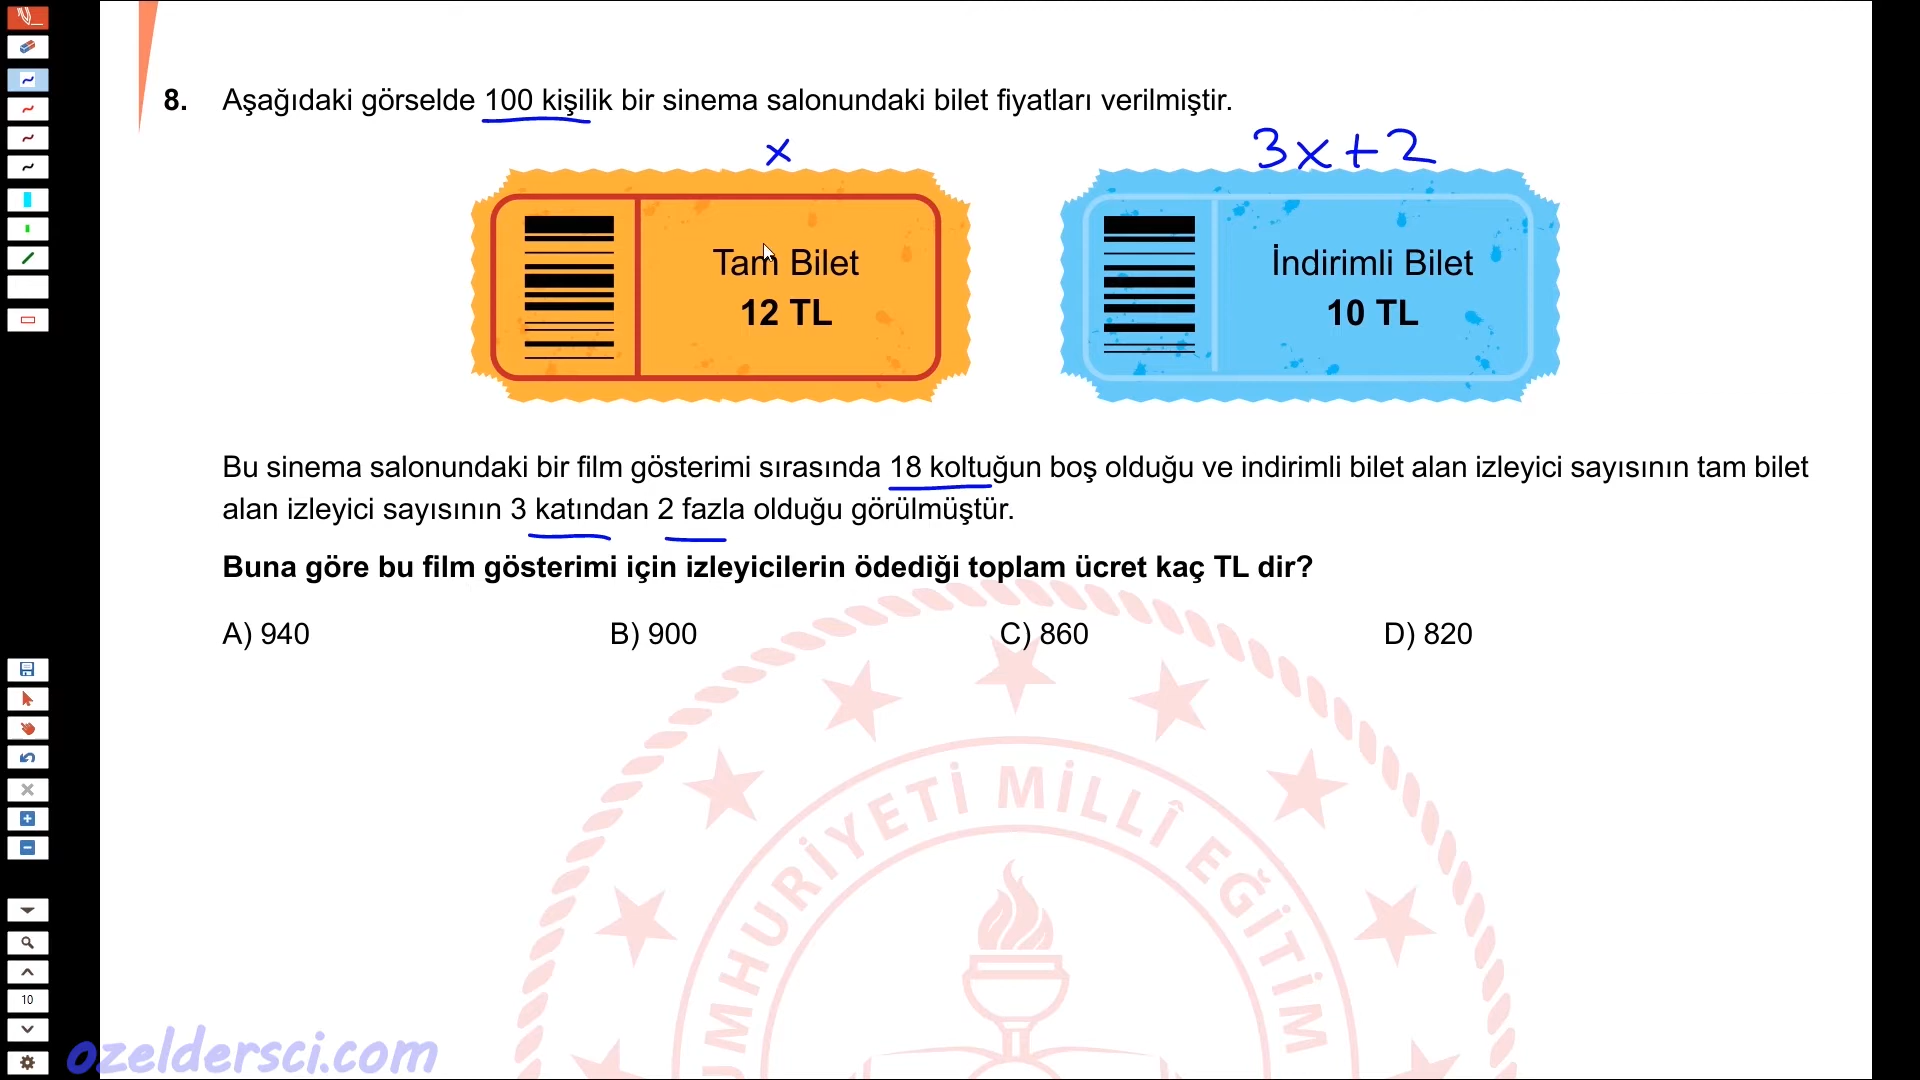 8. Aşağıdaki görselde 100 kişilik bir sinema salonundaki bilet fiyatları verilmiştir.
x
3x+2
Tam Bilet
12 TL
İndirimli Bilet
10 TL
Bu sinema salonundaki bir film gösterimi sırasında 18 koltuğun boş olduğu ve indirimli bilet alan izleyici sayısının tam bilet
alan izleyici sayısının 3 katından 2 fazla olduğu görülmüştür.
Buna göre bu film gösterimi için izleyicilerin ödediği toplam ücret kaç TL dir?
A) 940
B) 900
C) 860
D) 820
UMHURİYETİ MİLLÎ EĞİTİM
10
ozeldersci.com